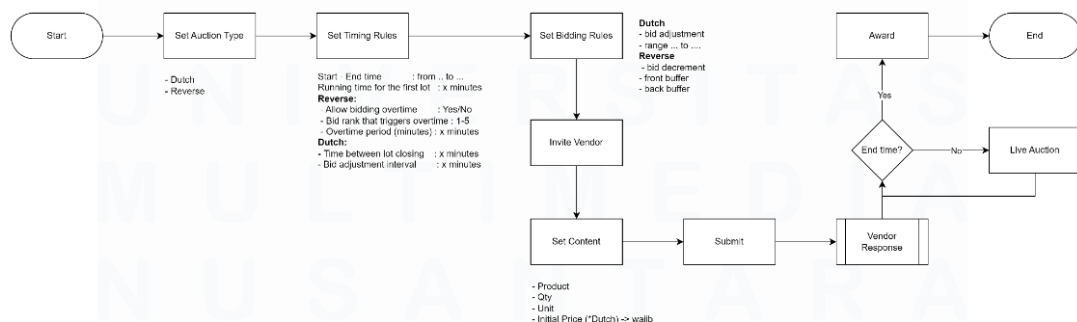 Start
Set Auction Type
- Dutch
- Reverse
Set Timing Rules
Start - End time : from .. to ...
Running time for the first lot : x minutes
Reverse:
- Allow bidding overtime : Yes/No
- Bid rank that triggers overtime : 1-5
- Overtime period (minutes) : x minutes
Dutch:
- Time between lot closing : x minutes
- Bid adjustment interval : x minutes
Set Bidding Rules
Dutch
- bid adjustment
- range ... to ....
Reverse
- bid decrement
- front buffer
- back buffer
Invite Vendor
Set Content
- Product
- Qty
- Unit
- Initial Price (*Dutch) -> wajib
Submit
Vendor
Response
End time?
No
Live Auction
Yes
Award
End
UNIVERSITAS
MULTIMEDIA
NUSANTARA